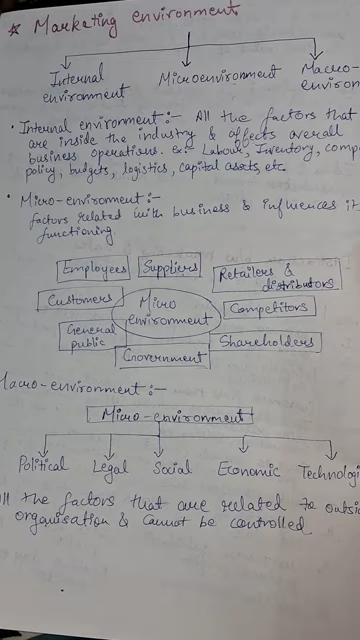 * Marketing environment
Internal environment
Microenvironment
Macro-environ
• Internal environment :- All the factors that
are inside the industry & affects overall
business operations. Ex:- Labour, Inventory, comp
policy, budgets, logistics, capital assets, etc.
• Micro-environment :-
factors related with business & influences it
functioning.
Employees
Suppliers
Retailers & distributors
Customers
Micro environment
Competitors
General public
Shareholders
Government
Macro-environment :-
Micro-environment
Political Legal Social Economic Technologi
ll the factors that are related to outsid
organisation & cannot be controlled